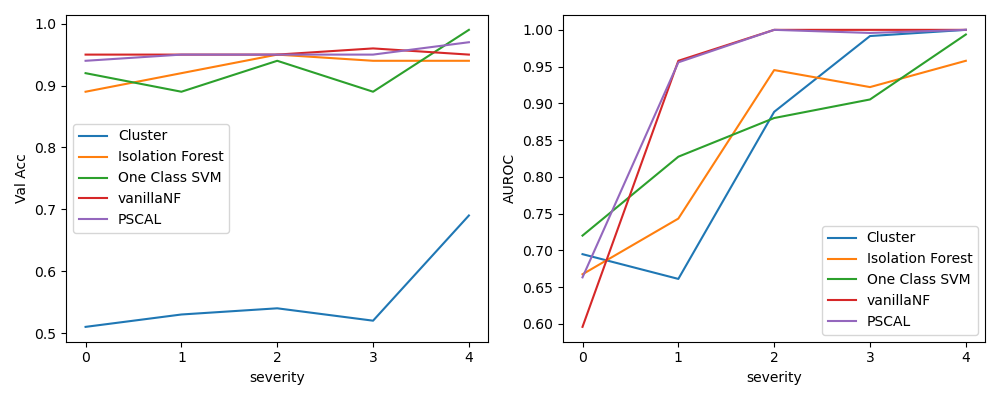 1.0
0.9
0.8
0.7
0.6
0.5
Val Acc
Cluster
Isolation Forest
One Class SVM
vanillaNF
PSCAL
0 1 2 3 4
severity
1.00
0.95
0.90
0.85
0.80
0.75
0.70
0.65
0.60
AUROC
Cluster
Isolation Forest
One Class SVM
vanillaNF
PSCAL
0 1 2 3 4
severity